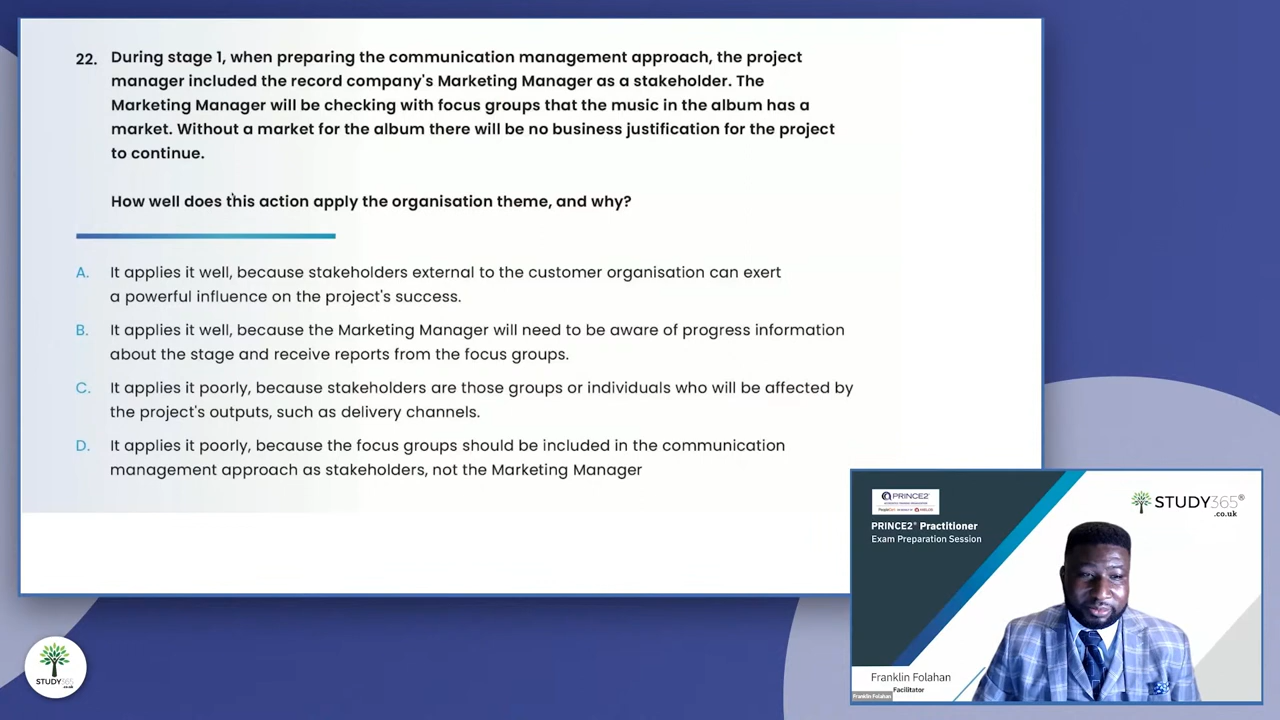 22. During stage 1, when preparing the communication management approach, the project
manager included the record company's Marketing Manager as a stakeholder. The
Marketing Manager will be checking with focus groups that the music in the album has a
market. Without a market for the album there will be no business justification for the project
to continue.
How well does this action apply the organisation theme, and why?
A. It applies it well, because stakeholders external to the customer organisation can exert
a powerful influence on the project's success.
B. It applies it well, because the Marketing Manager will need to be aware of progress information
about the stage and receive reports from the focus groups.
C. It applies it poorly, because stakeholders are those groups or individuals who will be affected by
the project's outputs, such as delivery channels.
D. It applies it poorly, because the focus groups should be included in the communication
management approach as stakeholders, not the Marketing Manager
PRINCE2®
PRINCE2® Practitioner
Exam Preparation Session
STUDY365®
.co.uk
Franklin Folahan
Facilitator
Franklin Folahan
STUDY365
.co.uk